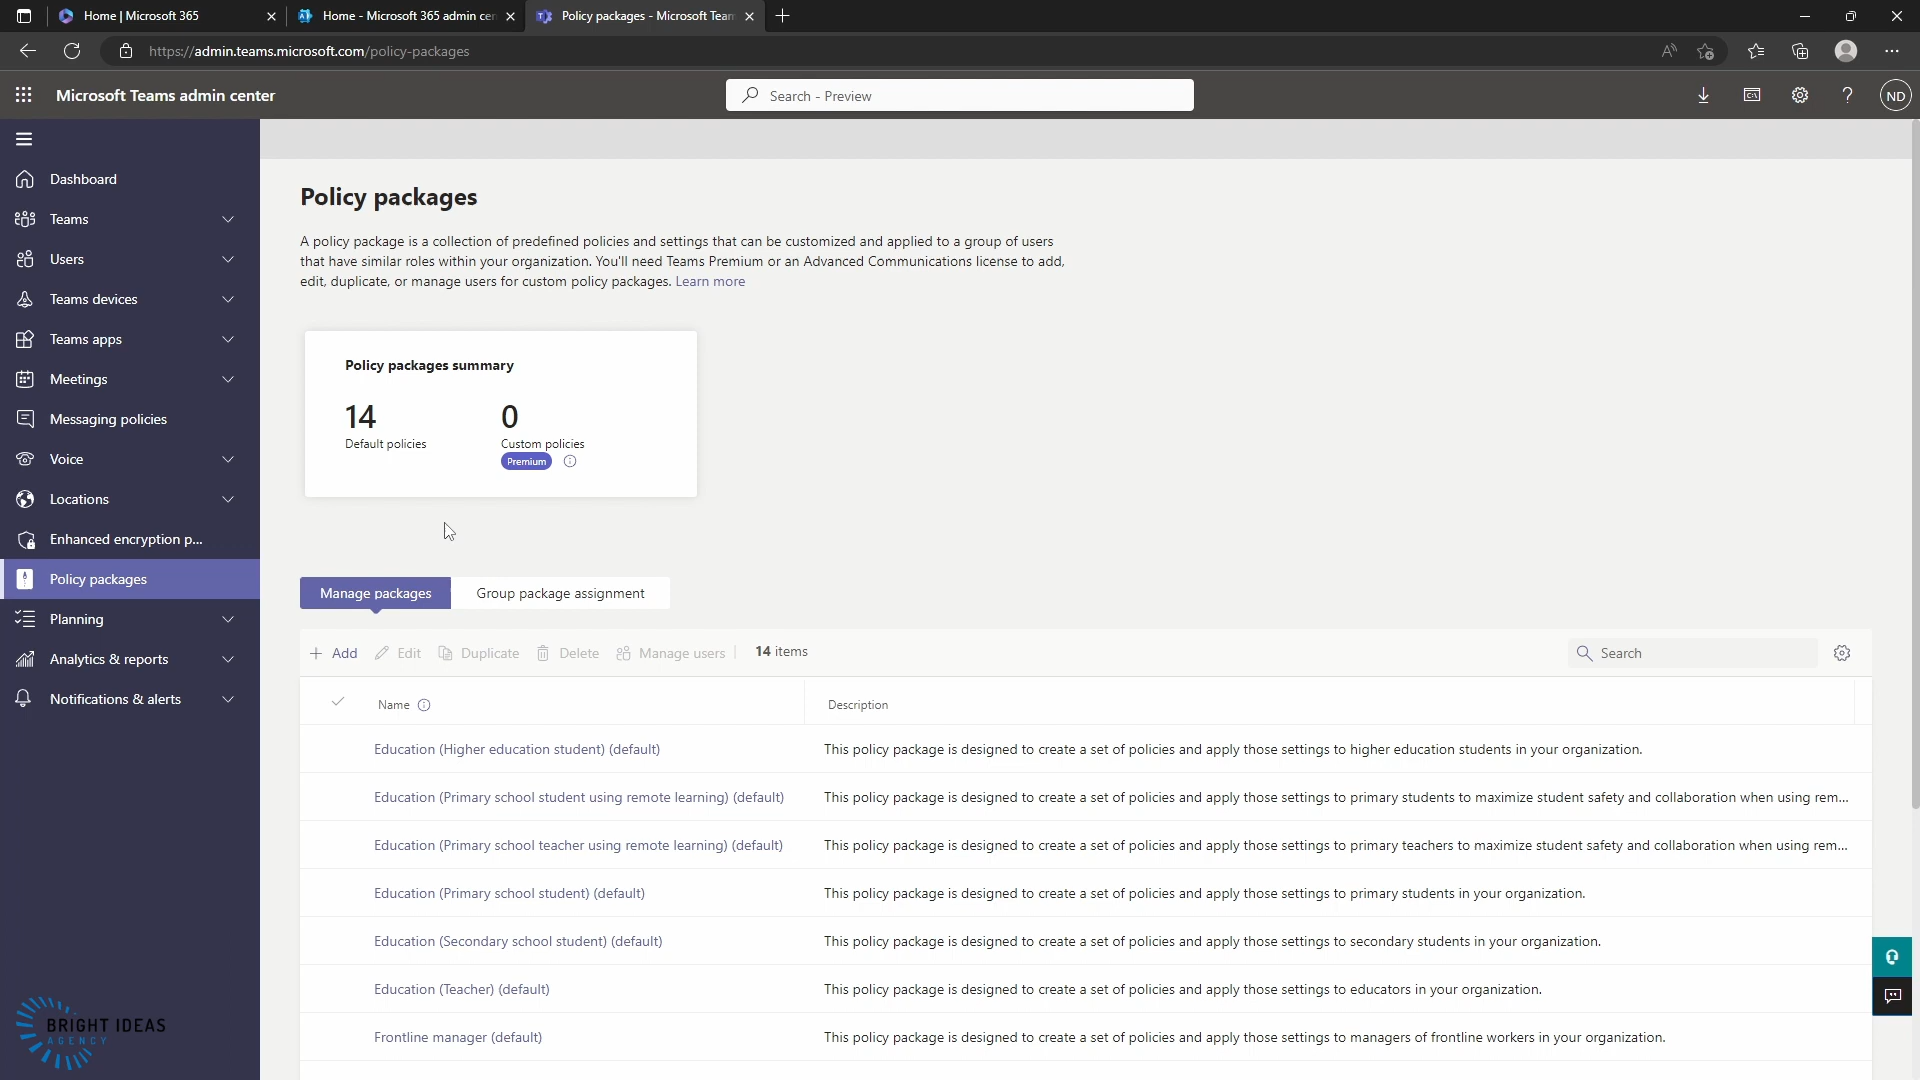 Home | Microsoft 365
Home - Microsoft 365 admin cen
Policy packages - Microsoft Team
https://admin.teams.microsoft.com/policy-packages
Microsoft Teams admin center
Search - Preview
ND
Dashboard
Teams
Users
Teams devices
Teams apps
Meetings
Messaging policies
Voice
Locations
Enhanced encryption p...
Policy packages
Planning
Analytics & reports
Notifications & alerts
BRIGHT IDEAS
AGENCY
Policy packages
A policy package is a collection of predefined policies and settings that can be customized and applied to a group of users
that have similar roles within your organization. You'll need Teams Premium or an Advanced Communications license to add,
edit, duplicate, or manage users for custom policy packages. Learn more
Policy packages summary
14 0
Default policies Custom policies
Premium
Manage packages Group package assignment
Add Edit Duplicate Delete Manage users 14 items Search
Name Description
Education (Higher education student) (default) This policy package is designed to create a set of policies and apply those settings to higher education students in your organization.
Education (Primary school student using remote learning) (default) This policy package is designed to create a set of policies and apply those settings to primary students to maximize student safety and collaboration when using rem...
Education (Primary school teacher using remote learning) (default) This policy package is designed to create a set of policies and apply those settings to primary teachers to maximize student safety and collaboration when using rem...
Education (Primary school student) (default) This policy package is designed to create a set of policies and apply those settings to primary students in your organization.
Education (Secondary school student) (default) This policy package is designed to create a set of policies and apply those settings to secondary students in your organization.
Education (Teacher) (default) This policy package is designed to create a set of policies and apply those settings to educators in your organization.
Frontline manager (default) This policy package is designed to create a set of policies and apply those settings to managers of frontline workers in your organization.